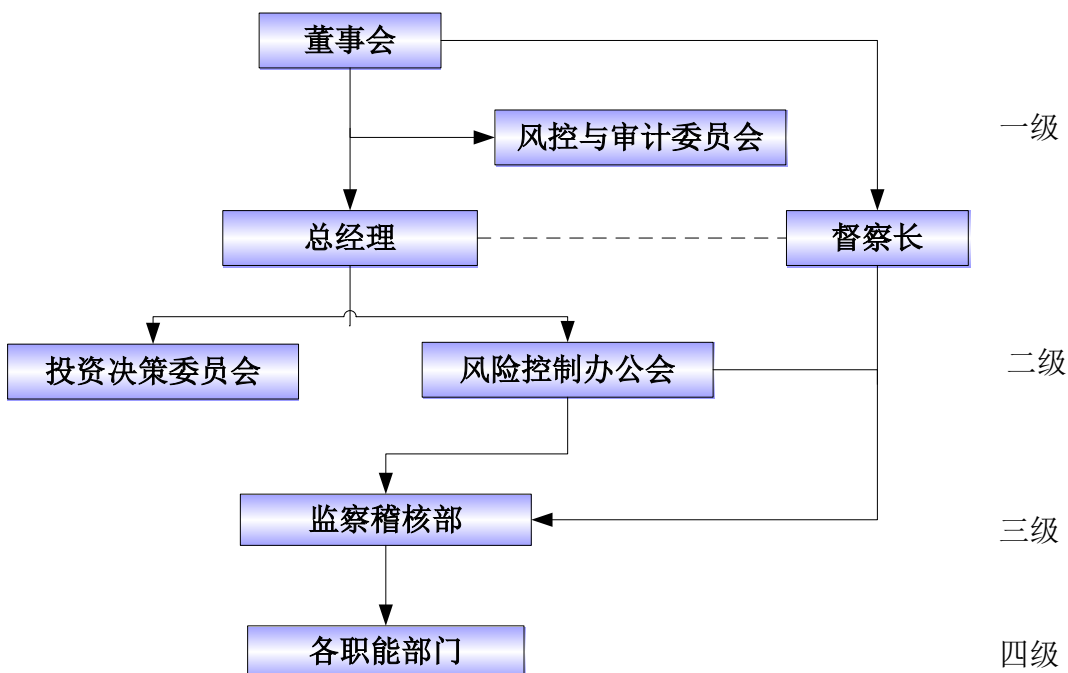 董事会
风控与审计委员会
一级
总经理
督察长
投资决策委员会
风险控制办公会
二级
监察稽核部
三级
各职能部门
四级